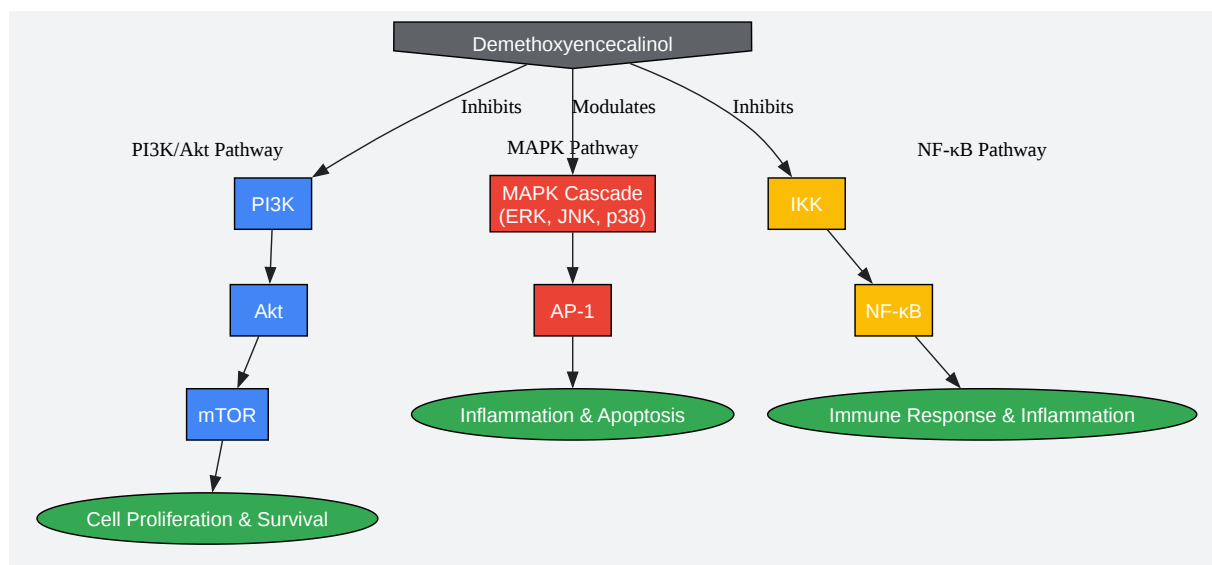 Demethoxyencecalinol
Inhibits
Modulates
Inhibits
PI3K/Akt Pathway
MAPK Pathway
NF-κB Pathway
PI3K
MAPK Cascade
(ERK, JNK, p38)
IKK
Akt
AP-1
NF-κB
mTOR
Inflammation & Apoptosis
Immune Response & Inflammation
Cell Proliferation & Survival